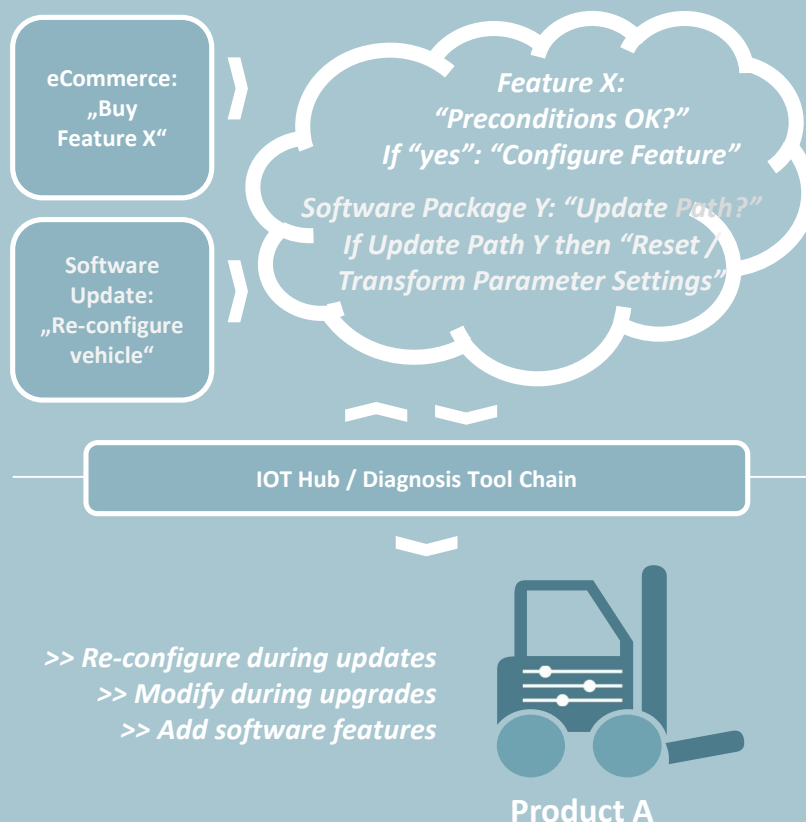 eCommerce:
„Buy
Feature X“
Feature X:
“Preconditions OK?”
If “yes”: “Configure Feature”
Software Package Y: “Update Path?”
If Update Path Y then “Reset /
Transform Parameter Settings”
Software
Update:
„Re-configure
vehicle“
IOT Hub / Diagnosis Tool Chain
>> Re-configure during updates
>> Modify during upgrades
>> Add software features
Product A